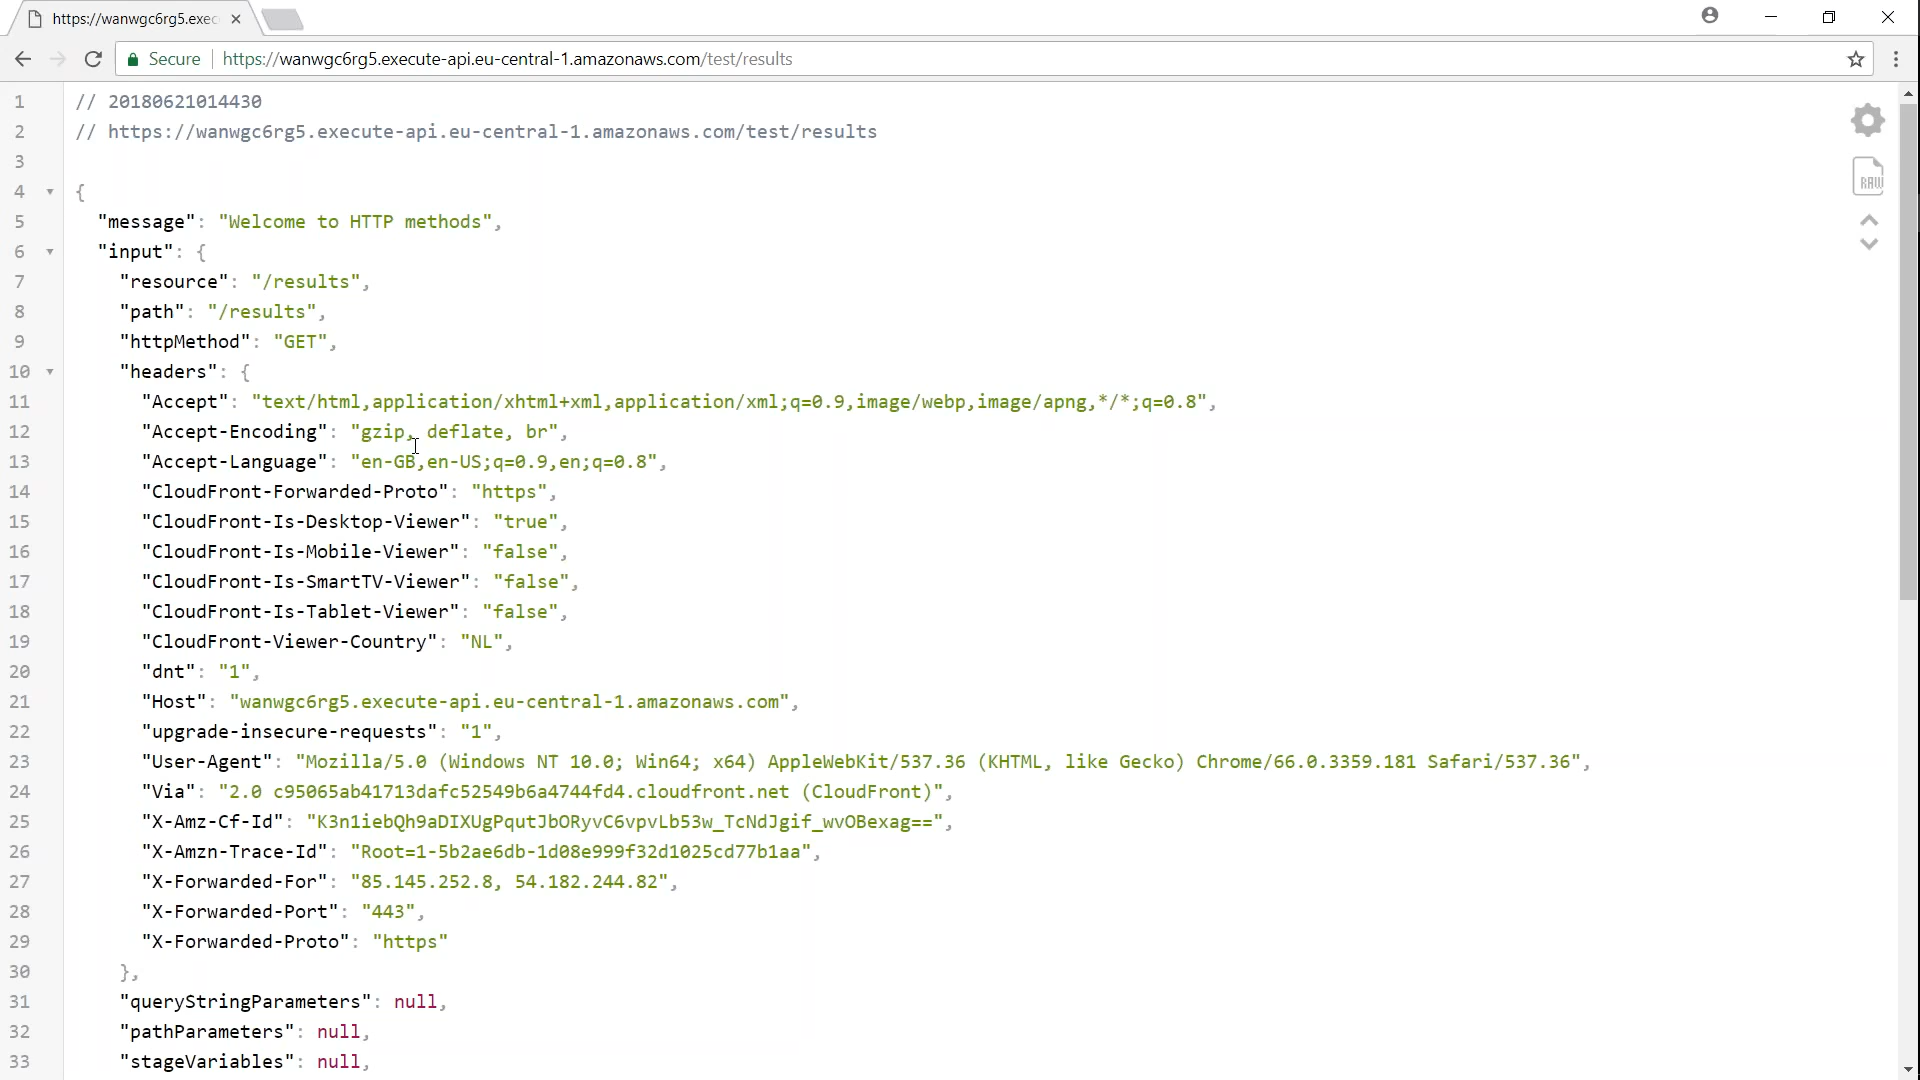 https://wanwgc6rg5.exec
Secure https://wanwgc6rg5.execute-api.eu-central-1.amazonaws.com/test/results
1 // 20180621014430
2 // https://wanwgc6rg5.execute-api.eu-central-1.amazonaws.com/test/results
3
4 {
5 "message": "Welcome to HTTP methods",
6 "input": {
7 "resource": "/results",
8 "path": "/results",
9 "httpMethod": "GET",
10 "headers": {
11 "Accept": "text/html,application/xhtml+xml,application/xml;q=0.9,image/webp,image/apng,*/*;q=0.8",
12 "Accept-Encoding": "gzip, deflate, br",
13 "Accept-Language": "en-GB,en-US;q=0.9,en;q=0.8",
14 "CloudFront-Forwarded-Proto": "https",
15 "CloudFront-Is-Desktop-Viewer": "true",
16 "CloudFront-Is-Mobile-Viewer": "false",
17 "CloudFront-Is-SmartTV-Viewer": "false",
18 "CloudFront-Is-Tablet-Viewer": "false",
19 "CloudFront-Viewer-Country": "NL",
20 "dnt": "1",
21 "Host": "wanwgc6rg5.execute-api.eu-central-1.amazonaws.com",
22 "upgrade-insecure-requests": "1",
23 "User-Agent": "Mozilla/5.0 (Windows NT 10.0; Win64; x64) AppleWebKit/537.36 (KHTML, like Gecko) Chrome/66.0.3359.181 Safari/537.36",
24 "Via": "2.0 c95065ab41713dafc52549b6a4744fd4.cloudfront.net (CloudFront)",
25 "X-Amz-Cf-Id": "K3n1iebQh9aDIXUgPqutJbORyvC6vpvLb53w_TcNdJgif_wvOBexag==",
26 "X-Amzn-Trace-Id": "Root=1-5b2ae6db-1d08e999f32d1025cd77b1aa",
27 "X-Forwarded-For": "85.145.252.8, 54.182.244.82",
28 "X-Forwarded-Port": "443",
29 "X-Forwarded-Proto": "https"
30 },
31 "queryStringParameters": null,
32 "pathParameters": null,
33 "stageVariables": null,
RAW